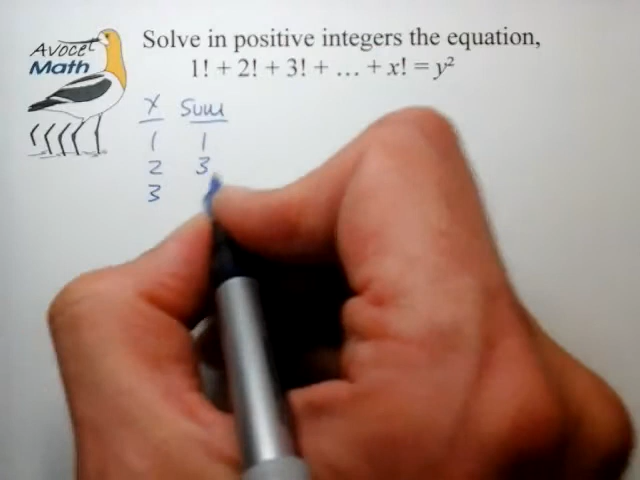 Avocet
Math
Solve in positive integers the equation,
1! + 2! + 3! + … + x! = y²
X Sum
1 1
2 3
3